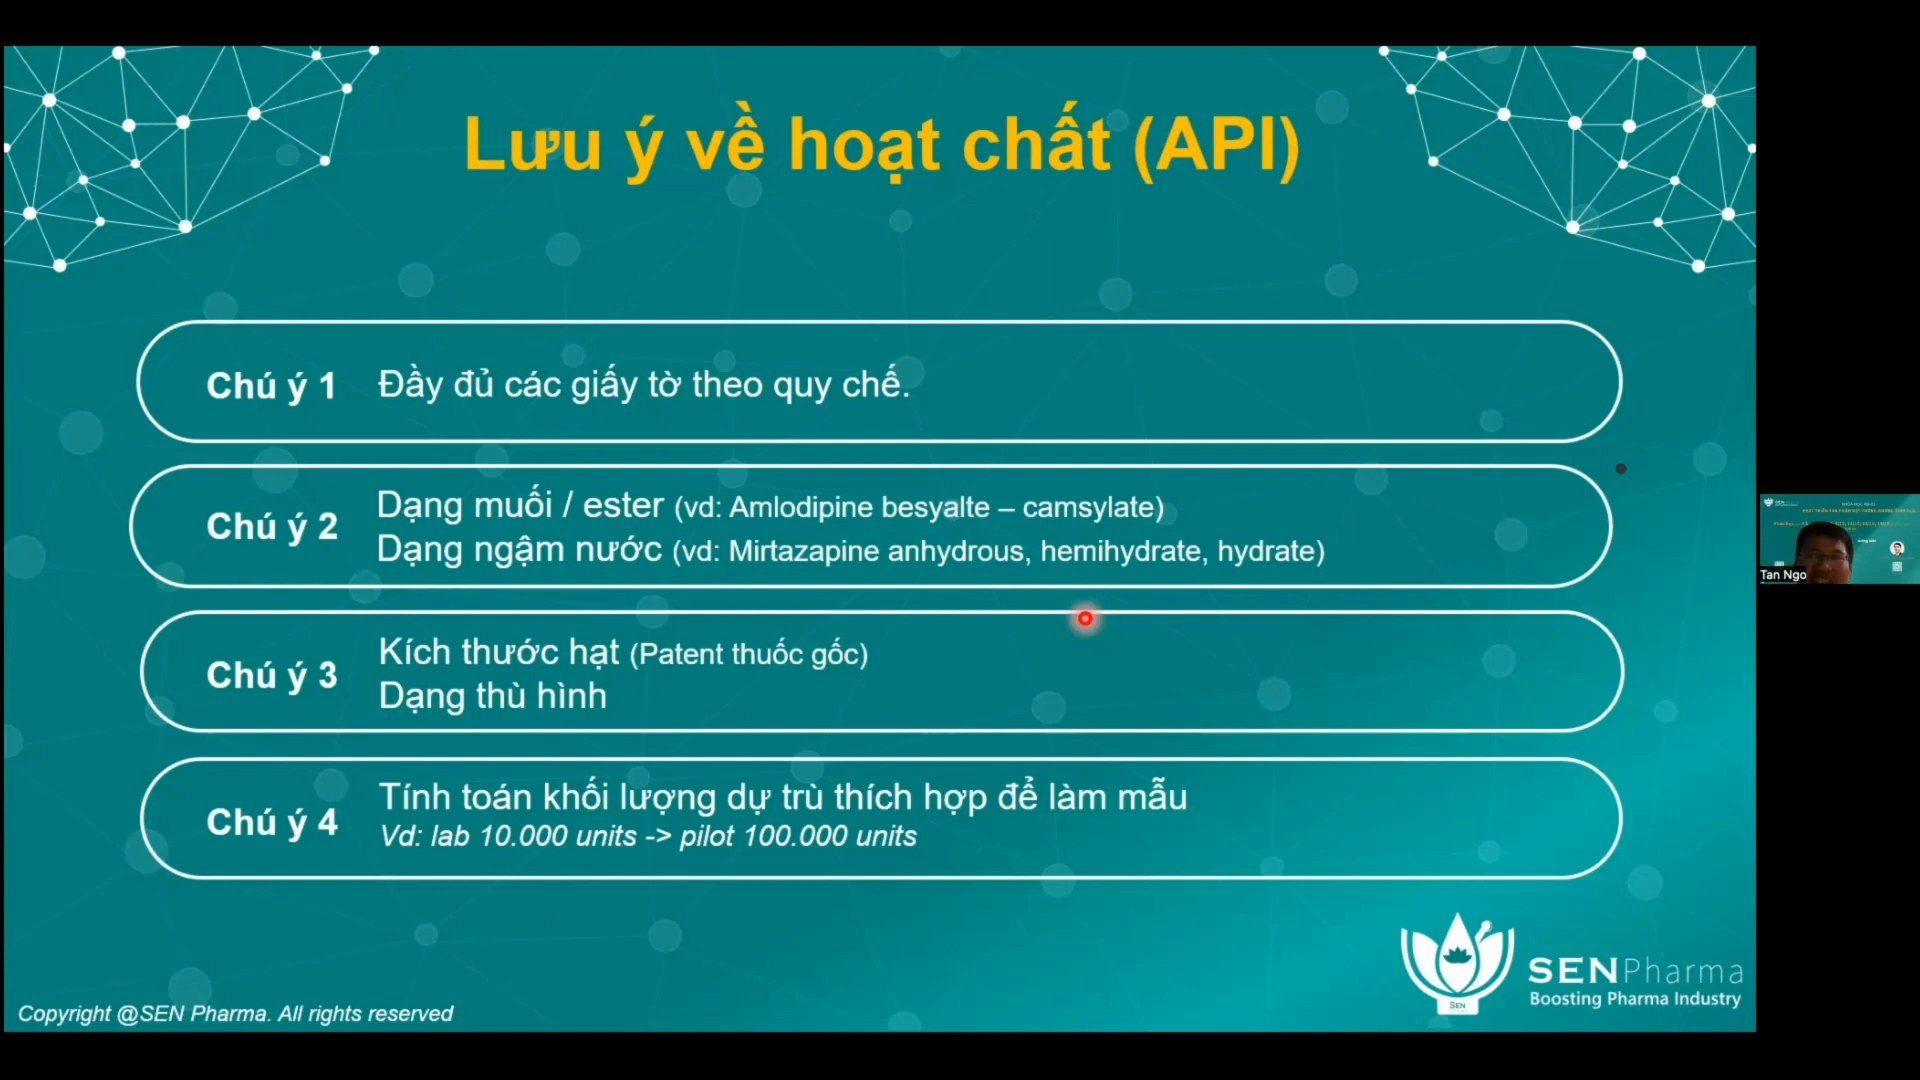 Lưu ý về hoạt chất (API)
Chú ý 1
Đầy đủ các giấy tờ theo quy chế.
Chú ý 2
Dạng muối / ester (vd: Amlodipine besyalte – camsylate)
Dạng ngậm nước (vd: Mirtazapine anhydrous, hemihydrate, hydrate)
Chú ý 3
Kích thước hạt (Patent thuốc gốc)
Dạng thù hình
Chú ý 4
Tính toán khối lượng dự trù thích hợp để làm mẫu
Vd: lab 10.000 units -> pilot 100.000 units
SEN
SENPharma
Boosting Pharma Industry
Copyright @SEN Pharma. All rights reserved
Tan Ngo